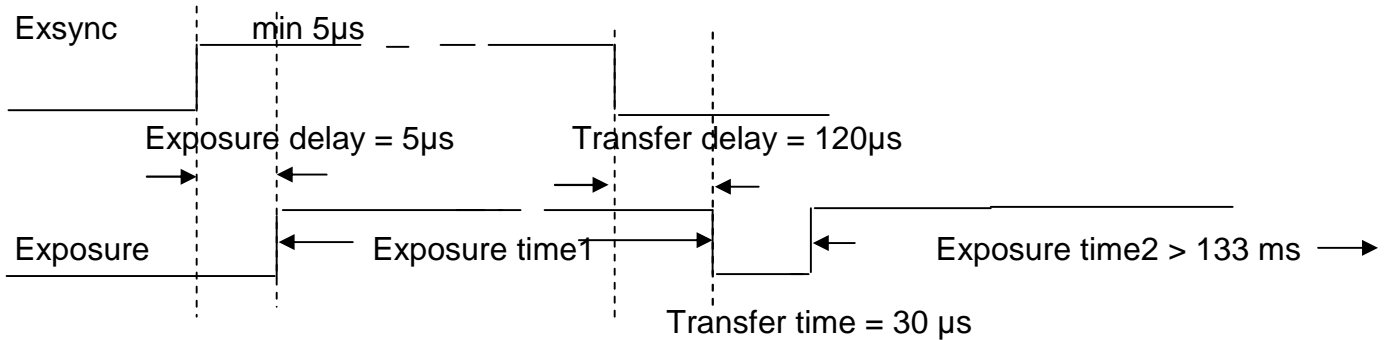 Exsync min 5µs
Exposure delay = 5µs Transfer delay = 120µs
Exposure Exposure time1 Exposure time2 > 133 ms
Transfer time = 30 µs